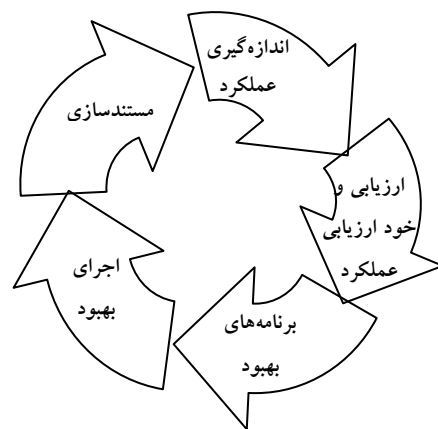 اندازه‌گیری
عملکرد
ارزیابی و
خود ارزیابی
عملکرد
برنامه‌های
بهبود
اجرای
بهبود
مستندسازی